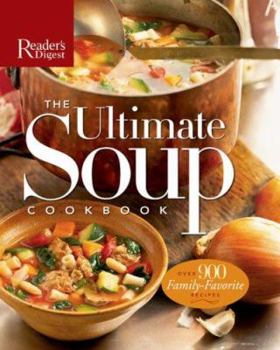 Reader's
Digest
THE
Ultimate
Soup
COOKBOOK
OVER
900
Family-Favorite
RECIPES